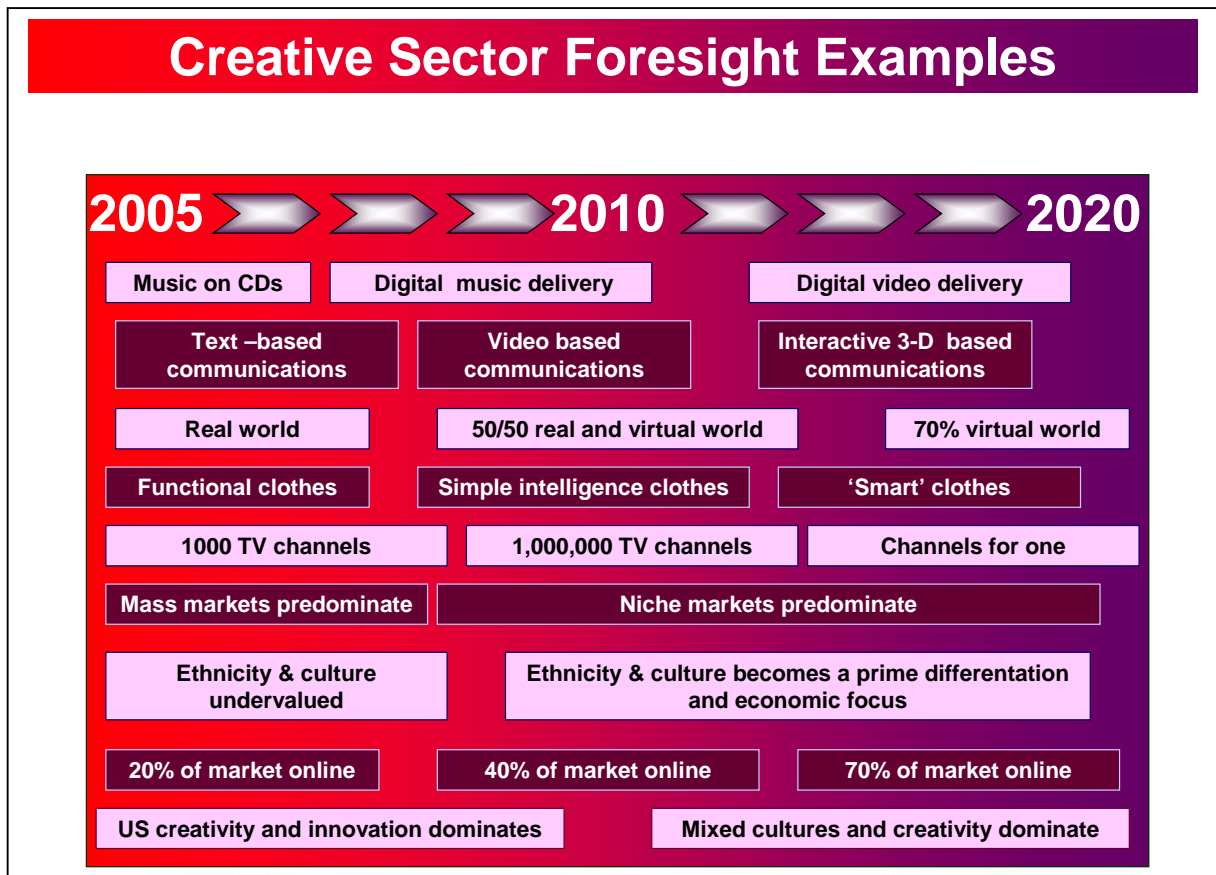 Creative Sector Foresight Examples
2005 2010 2020
Music on CDs
Digital music delivery
Digital video delivery
Text –based
communications
Video based
communications
Interactive 3-D based
communications
Real world
50/50 real and virtual world
70% virtual world
Functional clothes
Simple intelligence clothes
‘Smart’ clothes
1000 TV channels
1,000,000 TV channels
Channels for one
Mass markets predominate
Niche markets predominate
Ethnicity & culture
undervalued
Ethnicity & culture becomes a prime differentation
and economic focus
20% of market online
40% of market online
70% of market online
US creativity and innovation dominates
Mixed cultures and creativity dominate